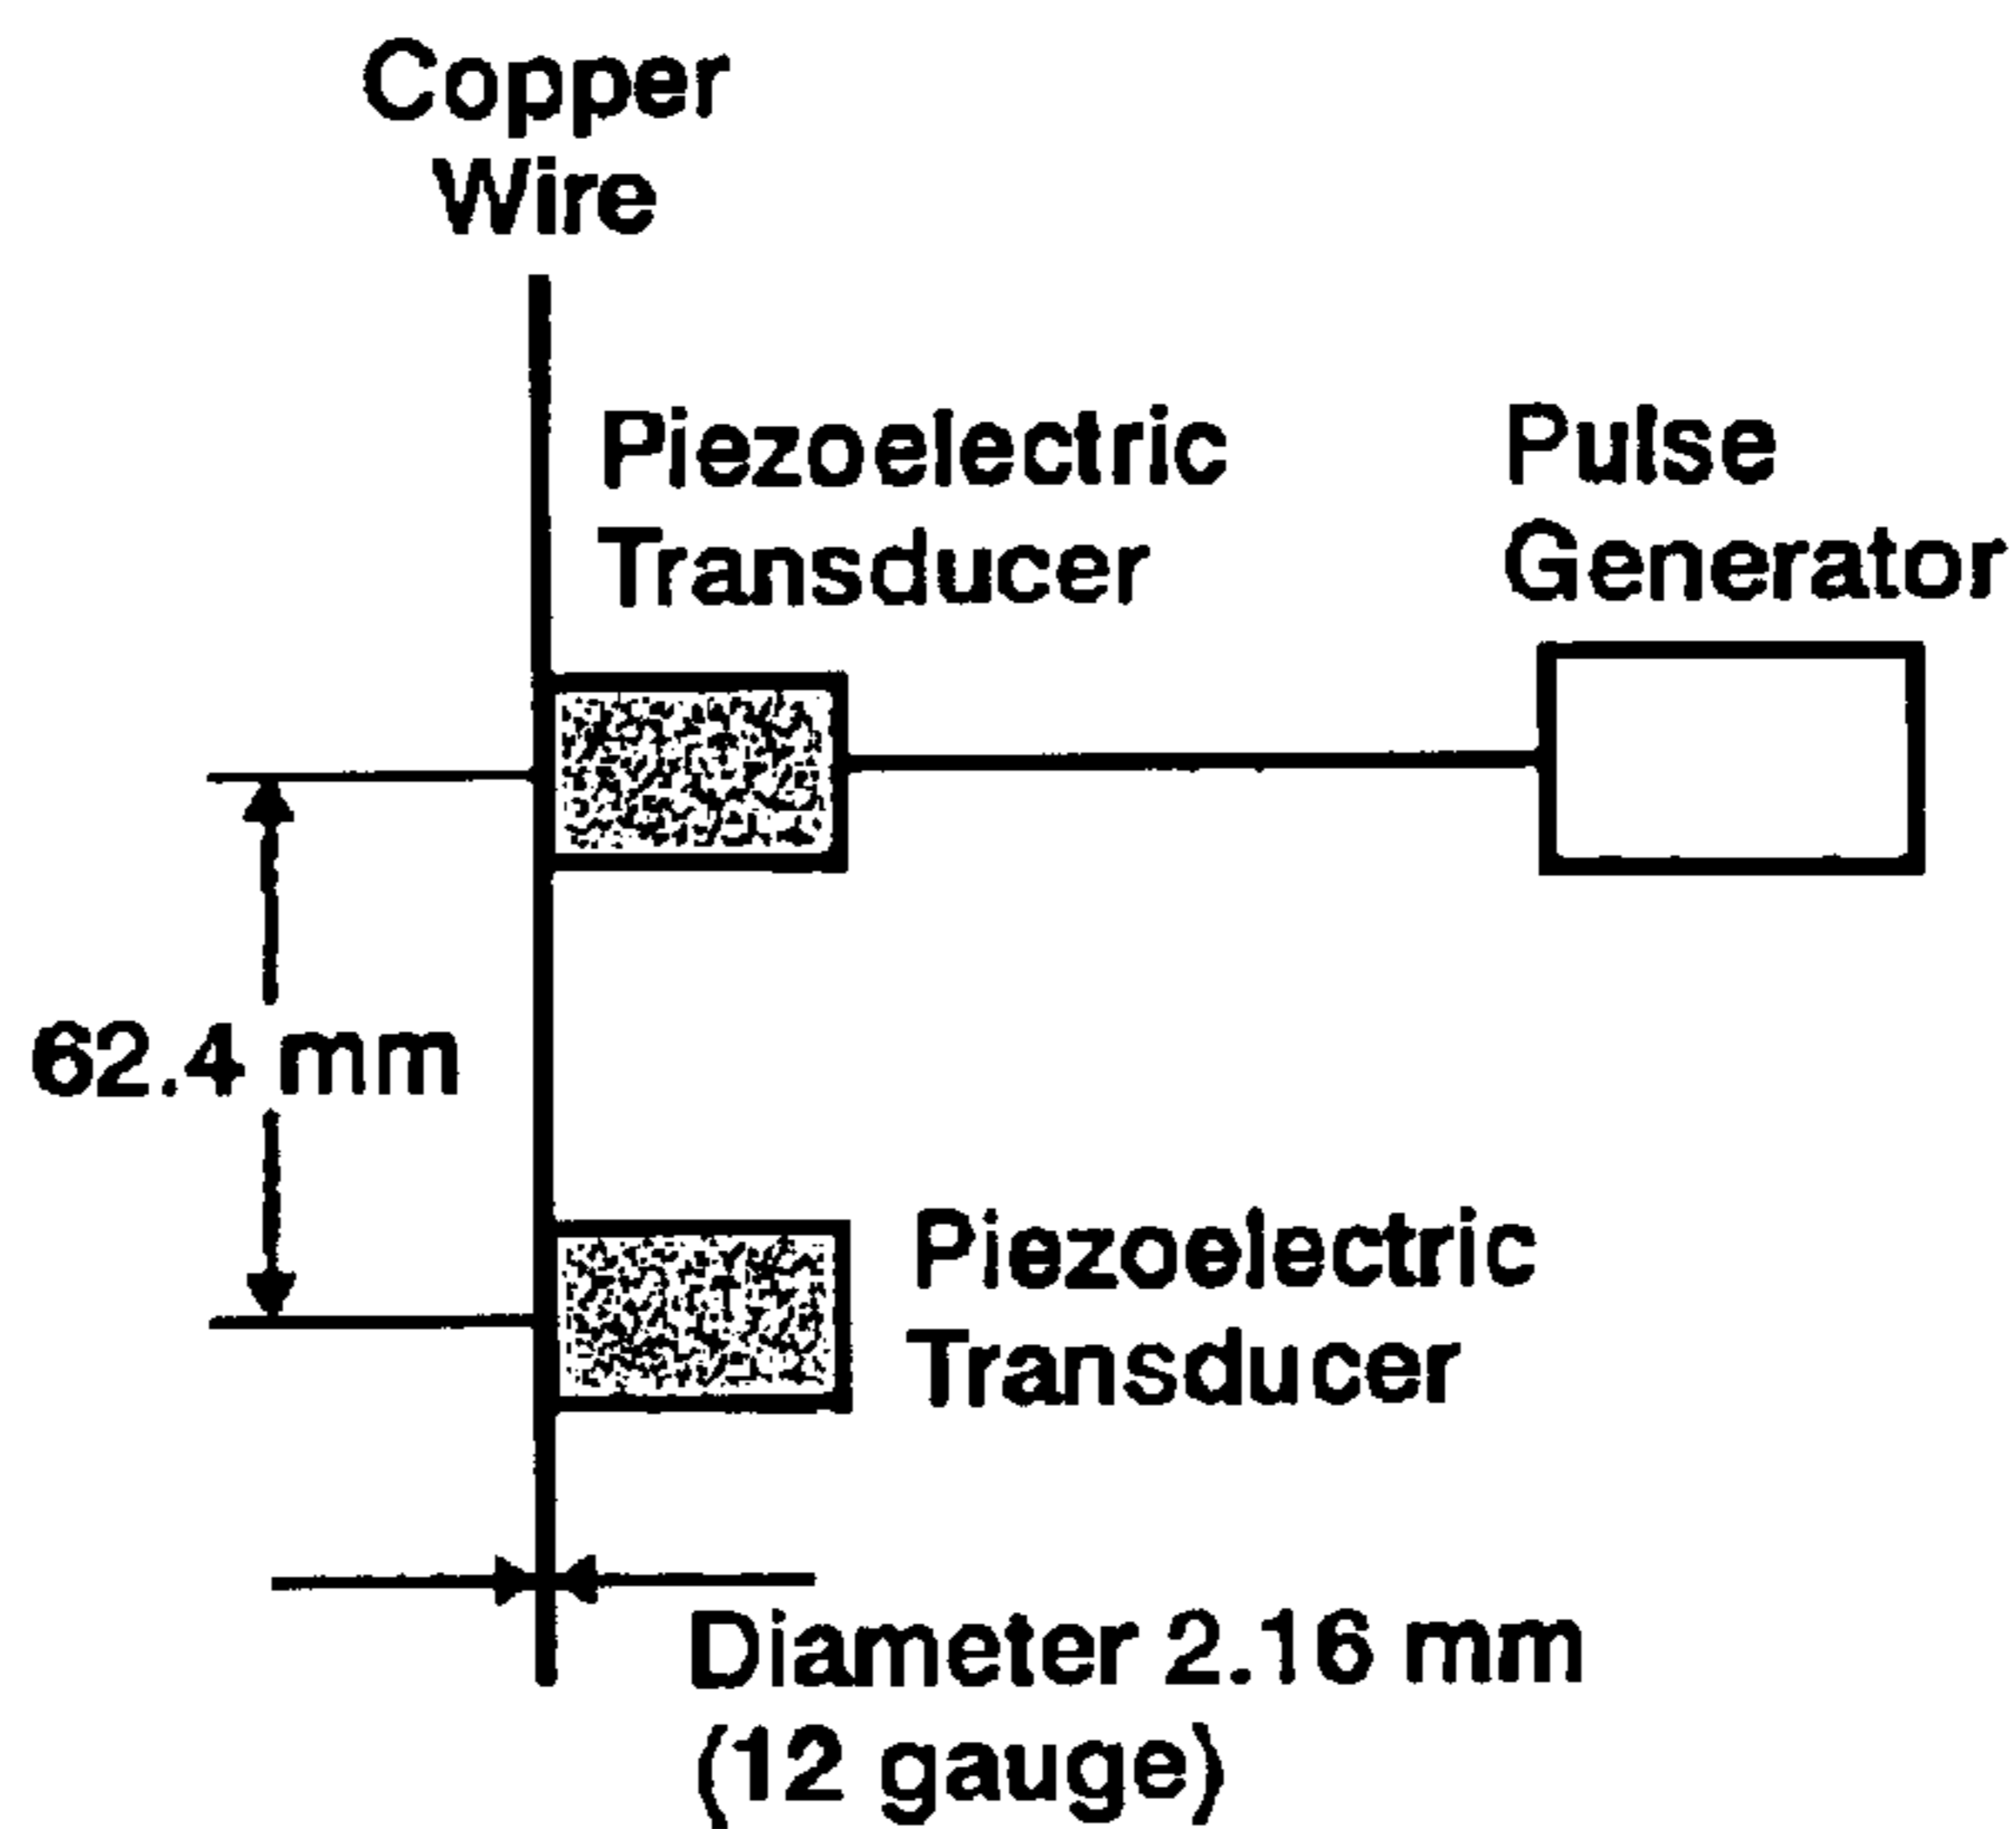 Copper
Wire
Piezoelectric
Transducer
Pulse
Generator
62.4 mm
Piezoelectric
Transducer
Diameter 2.16 mm
(12 gauge)